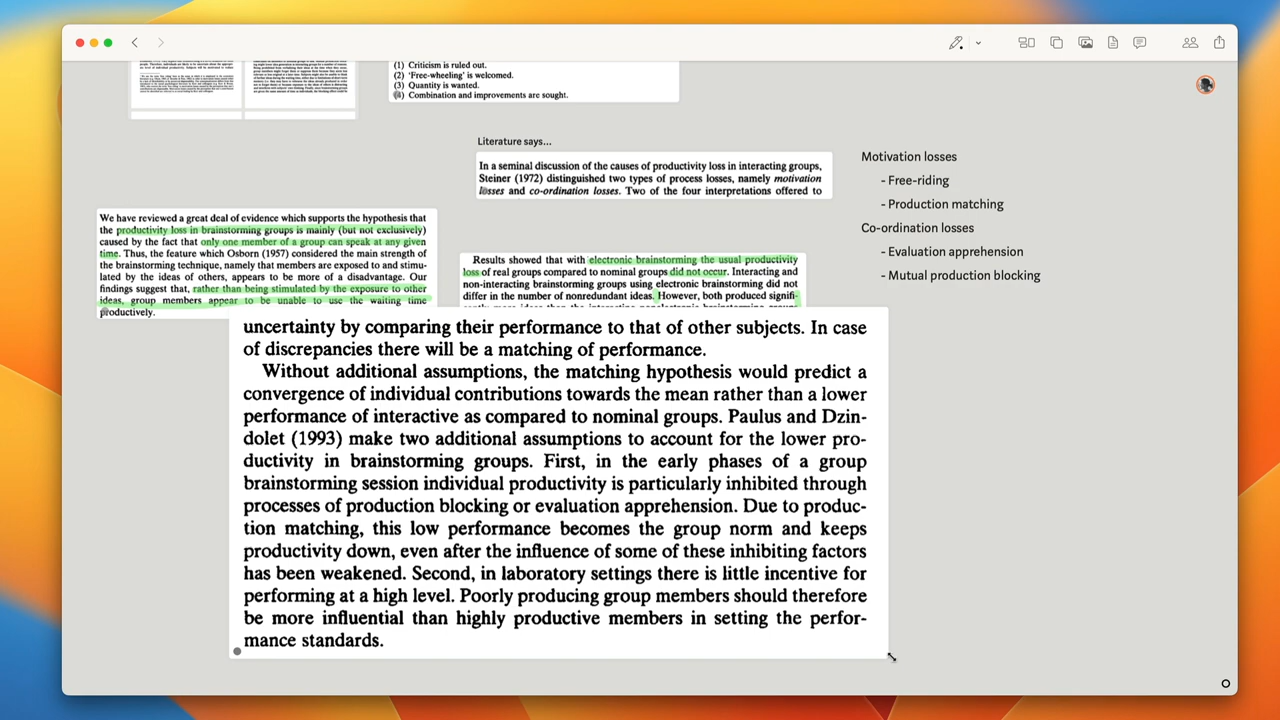 (1) Criticism is ruled out.
(2) 'Free-wheeling' is welcomed.
(3) Quantity is wanted.
(4) Combination and improvements are sought.
Literature says...
In a seminal discussion of the causes of productivity loss in interacting groups,
Steiner (1972) distinguished two types of process losses, namely motivation
losses and co-ordination losses. Two of the four interpretations offered to
Motivation losses
- Free-riding
- Production matching
Co-ordination losses
- Evaluation apprehension
- Mutual production blocking
We have reviewed a great deal of evidence which supports the hypothesis that
the productivity loss in brainstorming groups is mainly (but not exclusively)
caused by the fact that only one member of a group can speak at any given
time. Thus, the feature which Osborn (1957) considered the main strength of
the brainstorming technique, namely that members are exposed to and stimu-
lated by the ideas of others, appears to be more of a disadvantage. Our
findings suggest that, rather than being stimulated by the exposure to other
ideas, group members appear to be unable to use the waiting time
productively.
Results showed that with electronic brainstorming the usual productivity
loss of real groups compared to nominal groups did not occur. Interacting and
non-interacting brainstorming groups using electronic brainstorming did not
differ in the number of nonredundant ideas. However, both produced signifi-
uncertainty by comparing their performance to that of other subjects. In case
of discrepancies there will be a matching of performance.
Without additional assumptions, the matching hypothesis would predict a
convergence of individual contributions towards the mean rather than a lower
performance of interactive as compared to nominal groups. Paulus and Dzin-
dolet (1993) make two additional assumptions to account for the lower pro-
ductivity in brainstorming groups. First, in the early phases of a group
brainstorming session individual productivity is particularly inhibited through
processes of production blocking or evaluation apprehension. Due to produc-
tion matching, this low performance becomes the group norm and keeps
productivity down, even after the influence of some of these inhibiting factors
has been weakened. Second, in laboratory settings there is little incentive for
performing at a high level. Poorly producing group members should therefore
be more influential than highly productive members in setting the perfor-
mance standards.